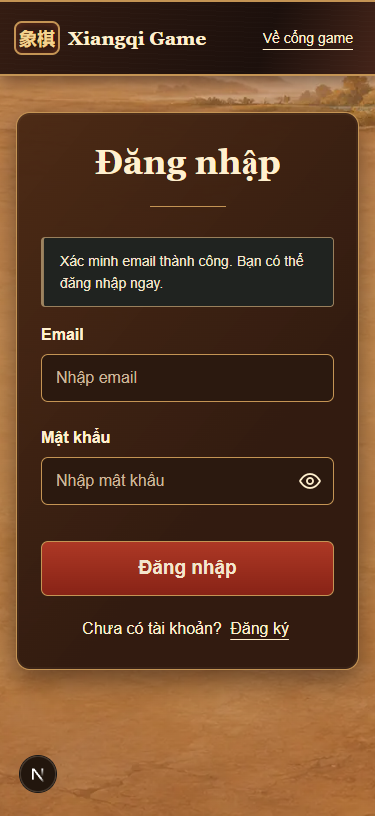 象棋 Xiangqi Game Về cổng game
Đăng nhập
Xác minh email thành công. Bạn có thể
đăng nhập ngay.
Email
Nhập email
Mật khẩu
Nhập mật khẩu
Đăng nhập
Chưa có tài khoản? Đăng ký
N